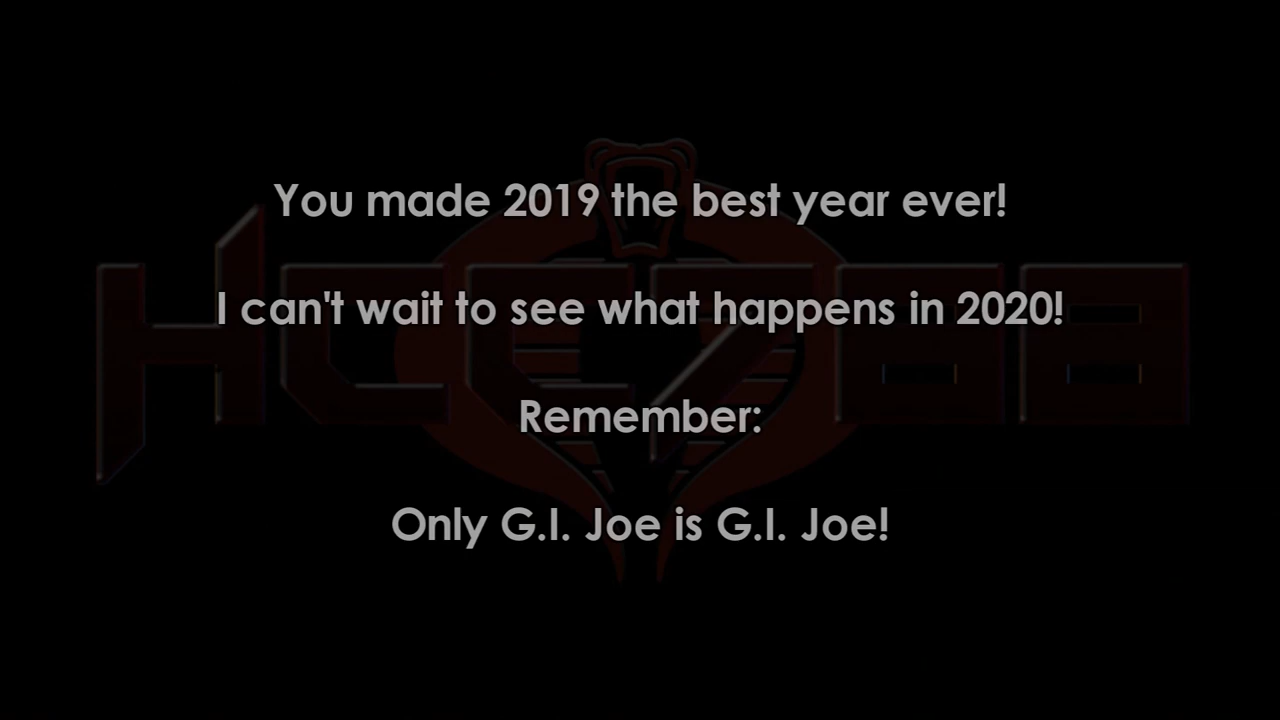 You made 2019 the best year ever!
I can't wait to see what happens in 2020!
HCC788
Remember:
Only G.I. Joe is G.I. Joe!